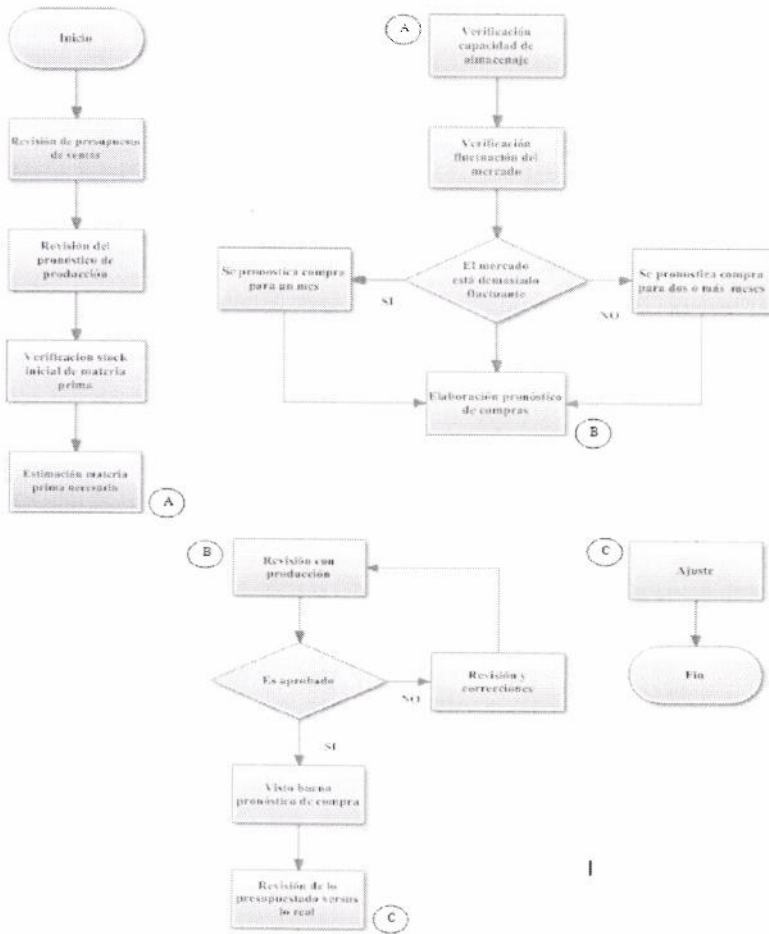 Inicio
Revisión de presupuesto
de ventas
Revisión del
pronóstico de
producción
Verificación stock
inicial de materia
prima
Estimación materia
prima necesaria
A
A
Verificación
capacidad de
almacenaje
Verificación
fluctuación del
mercado
El mercado
está demasiado
fluctuante
SI
NO
Se pronostica compra
para un mes
Se pronostica compra
para dos o más meses
Elaboración pronóstico
de compras
B
B
Revisión con
producción
Es aprobado
NO
Revisión y
correcciones
SI
Visto bueno
pronóstico de compra
Revisión de lo
presupuestado versus
lo real
C
C
Ajuste
Fin